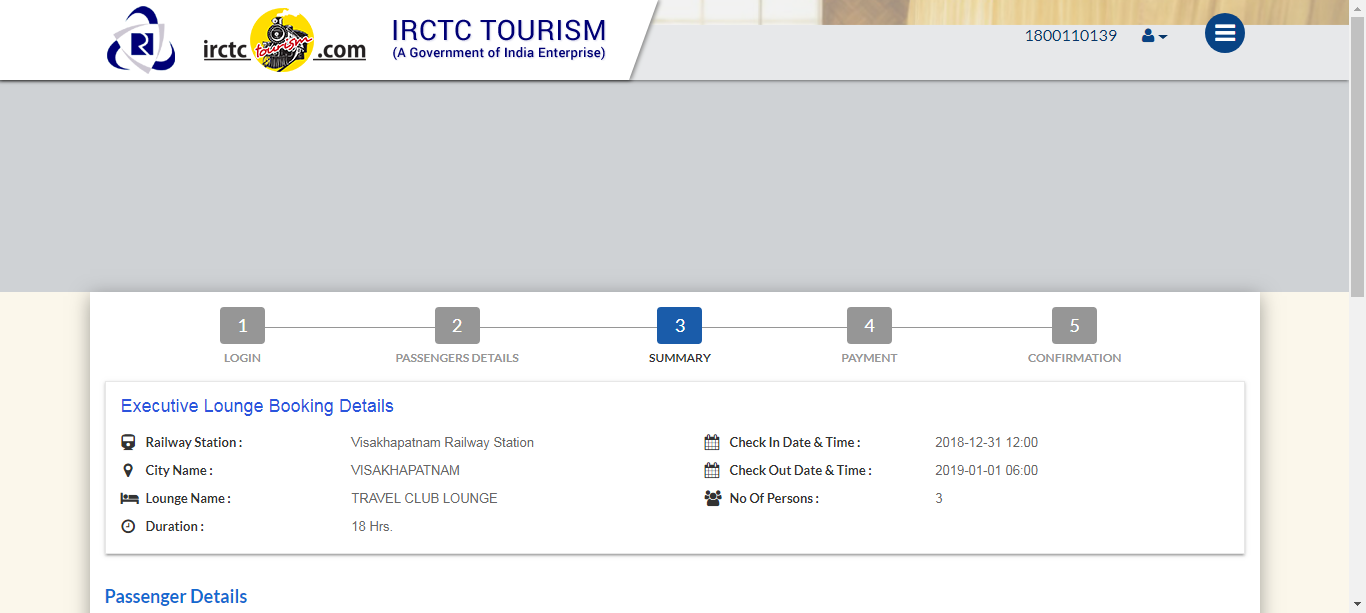 irctc tourism .com
IRCTC TOURISM
(A Government of India Enterprise)
1800110139
1 2 3 4 5
LOGIN PASSENGERS DETAILS SUMMARY PAYMENT CONFIRMATION
Executive Lounge Booking Details
Railway Station : Visakhapatnam Railway Station Check In Date & Time : 2018-12-31 12:00
City Name : VISAKHAPATNAM Check Out Date & Time : 2019-01-01 06:00
Lounge Name : TRAVEL CLUB LOUNGE No Of Persons : 3
Duration : 18 Hrs.
Passenger Details